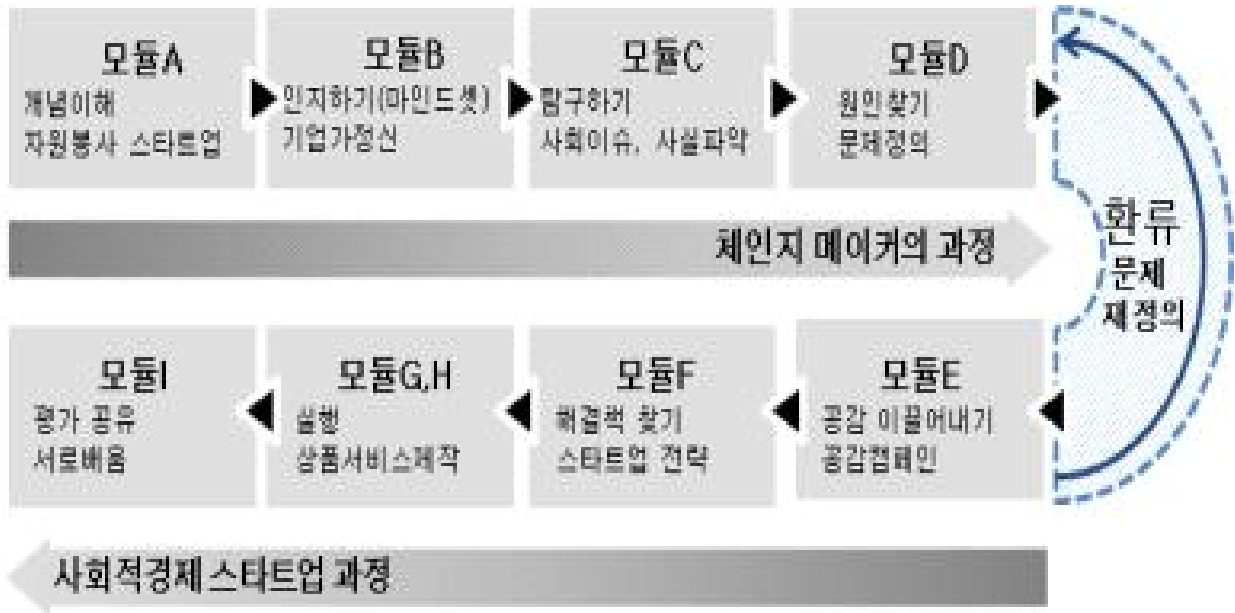 모듈A
개념이해
자원봉사 스타트업
모듈B
인지하기(마인드셋)
기업가정신
모듈C
탐구하기
사회이슈, 사실파악
모듈D
원인찾기
문제정의
체인지 메이커의 과정
환류
문제
재정의
모듈E
공감 이끌어내기
공감캠페인
모듈F
해결책 찾기
스타트업 전략
모듈G,H
실행
상품서비스제작
모듈I
평가 공유
서로배움
사회적경제 스타트업 과정